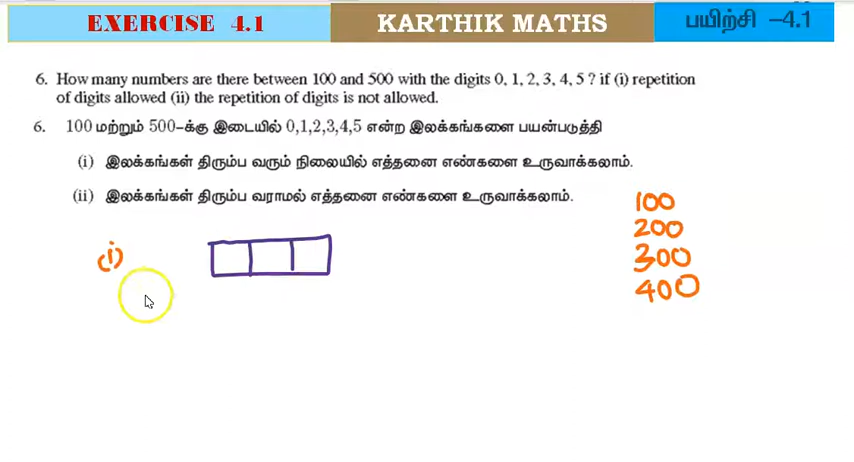 EXERCISE 4.1 KARTHIK MATHS பயிற்சி –4.1
6. How many numbers are there between 100 and 500 with the digits 0, 1, 2, 3, 4, 5 ? if (i) repetition
of digits allowed (ii) the repetition of digits is not allowed.
6. 100 மற்றும் 500-க்கு இடையில் 0,1,2,3,4,5 என்ற இலக்கங்களை பயன்படுத்தி
(i) இலக்கங்கள் திரும்ப வரும் நிலையில் எத்தனை எண்களை உருவாக்கலாம்.
(ii) இலக்கங்கள் திரும்ப வராமல் எத்தனை எண்களை உருவாக்கலாம்.
100
200
(i) 300
400